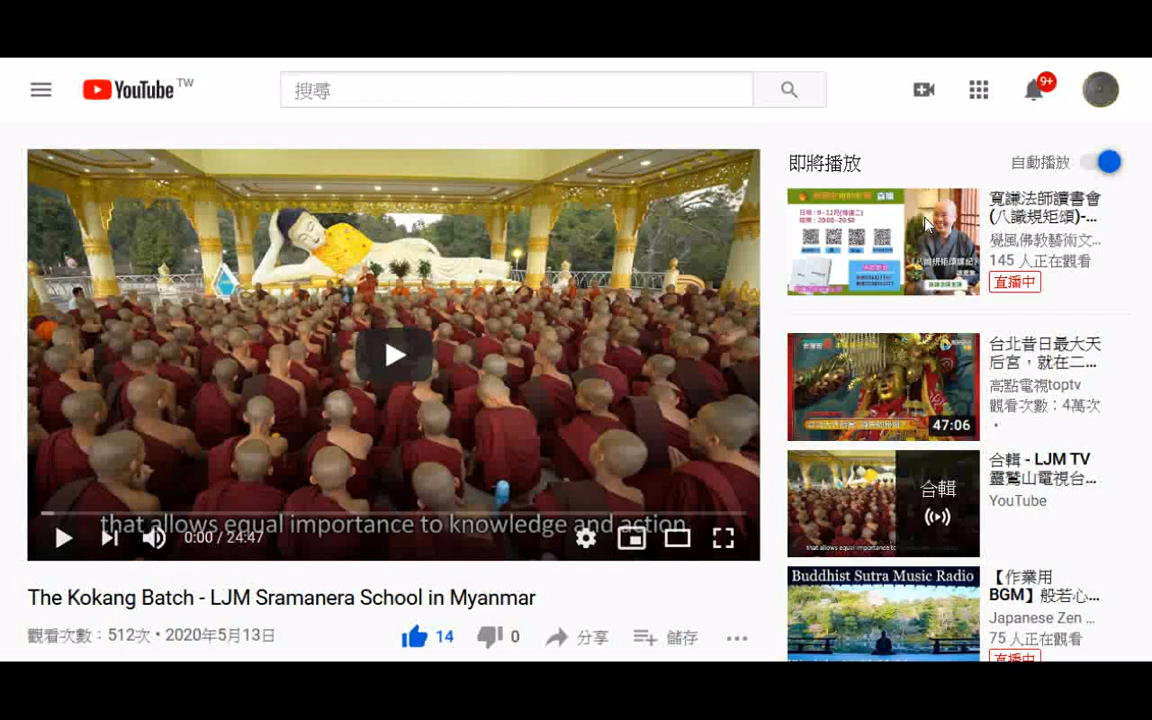 YouTube TW
搜尋
9+
that allows equal importance to knowledge and action
0:00 / 24:47
The Kokang Batch - LJM Sramanera School in Myanmar
觀看次數：512次 • 2020年5月13日
14
0
分享
儲存
即將播放
自動播放
直播
寬謙法師讀書會
(八識規矩頌)-...
覺風佛教藝術文...
145 人正在觀看
直播中
47:06
台北昔日最大天
后宮，就在二...
高點電視toptv
觀看次數：4萬次
•
合輯
that allows equal importance to
合輯 - LJM TV
靈鷲山電視台...
YouTube
Buddhist Sutra Music Radio
【作業用
BGM】般若心...
Japanese Zen ...
75 人正在觀看
直播中